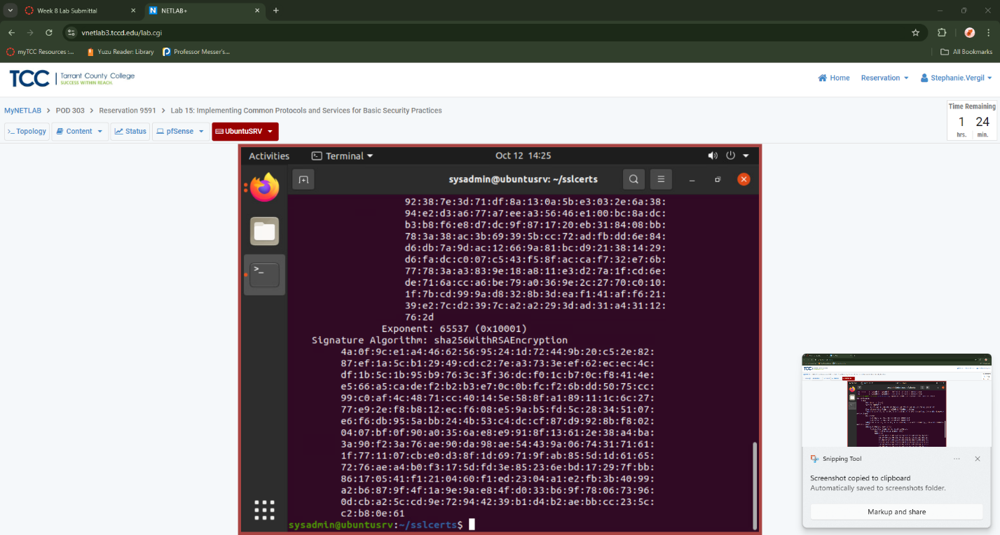 Week 8 Lab Submittal
NETLAB+
vnetlab3.tccd.edu/lab.cgi
myTCC Resources :...
Yuzu Reader: Library
Professor Messer's...
All Bookmarks
TCC
Tarrant County College
SUCCESS WITHIN REACH.
Home
Reservation
Stephanie.Vergil
MyNETLAB > POD 303 > Reservation 9591 > Lab 15: Implementing Common Protocols and Services for Basic Security Practices
Time Remaining
1 24
hrs. min.
Topology
Content
Status
pfSense
UbuntuSRV
Activities
Terminal
Oct 12 14:25
sysadmin@ubuntusrv: ~/sslcerts
92:38:7e:3d:71:df:8a:13:0a:5b:e3:03:2e:6a:38:
94:e2:d3:a6:77:a7:ee:a3:56:46:e1:00:bc:8a:dc:
b3:b8:f6:e8:d7:dc:9f:87:17:20:eb:31:84:08:bb:
78:3a:38:ac:3b:69:39:5b:cc:72:ad:fb:dd:6e:84:
d6:db:7a:9d:ac:12:66:9a:81:bc:d9:21:38:14:29:
d6:fa:dc:c0:07:c5:43:f5:8f:ac:ca:f7:32:e7:6b:
77:78:3a:a3:83:9e:18:a8:11:e3:d2:7a:1f:cd:6e:
de:71:6a:cc:a6:be:79:a0:36:9e:2c:27:70:c0:10:
1f:7b:cd:99:9a:d8:32:8b:3d:ea:f1:41:af:f6:21:
39:e2:7c:d2:39:7c:a2:a2:29:3d:ad:31:a4:31:12:
76:2d
Exponent: 65537 (0x10001)
Signature Algorithm: sha256WithRSAEncryption
4a:0f:9c:e1:a4:46:62:56:95:24:1d:72:44:9b:20:c5:2e:82:
87:ef:1a:5c:b1:29:49:cd:c2:7e:a3:73:3e:ef:62:ec:ec:4c:
df:1b:5c:1b:95:b9:76:3c:3f:36:dc:f0:1c:b7:0c:f8:41:4e:
e5:66:a5:ca:de:f2:b2:b3:e7:0c:0b:fc:f2:6b:dd:50:75:cc:
99:c0:af:4c:48:f1:cc:40:14:5e:58:8f:a1:89:11:1c:6c:27:
77:e9:2e:f8:b8:12:ec:f6:08:e5:9a:b5:fd:5c:28:34:51:07:
e6:f6:db:95:5a:bb:24:4b:53:c4:dc:cf:87:d9:92:8b:f8:02:
04:07:bf:0f:90:a0:35:6a:e8:e9:91:8f:13:61:2e:38:a4:ba:
3a:90:f2:3a:76:ae:90:da:98:ae:54:43:9a:06:74:31:71:61:
1f:77:11:07:cb:e0:d3:8f:1d:69:71:9f:ab:85:5d:1d:61:65:
72:76:ae:a4:b0:f3:17:5d:fd:3e:85:23:6e:bd:17:29:7f:bb:
86:17:05:41:f1:21:04:60:f1:ed:23:04:a1:e2:fb:3b:40:99:
a2:b6:87:9f:4f:1a:9e:9a:e8:4f:d0:33:b6:9f:78:06:73:96:
0d:cb:a2:5c:cd:9e:72:94:42:39:b1:d4:b2:ae:bb:cc:23:5c:
c2:b8:0e:61
sysadmin@ubuntusrv:~/sslcerts$
Snipping Tool
Screenshot copied to clipboard
Automatically saved to screenshots folder.
Markup and share